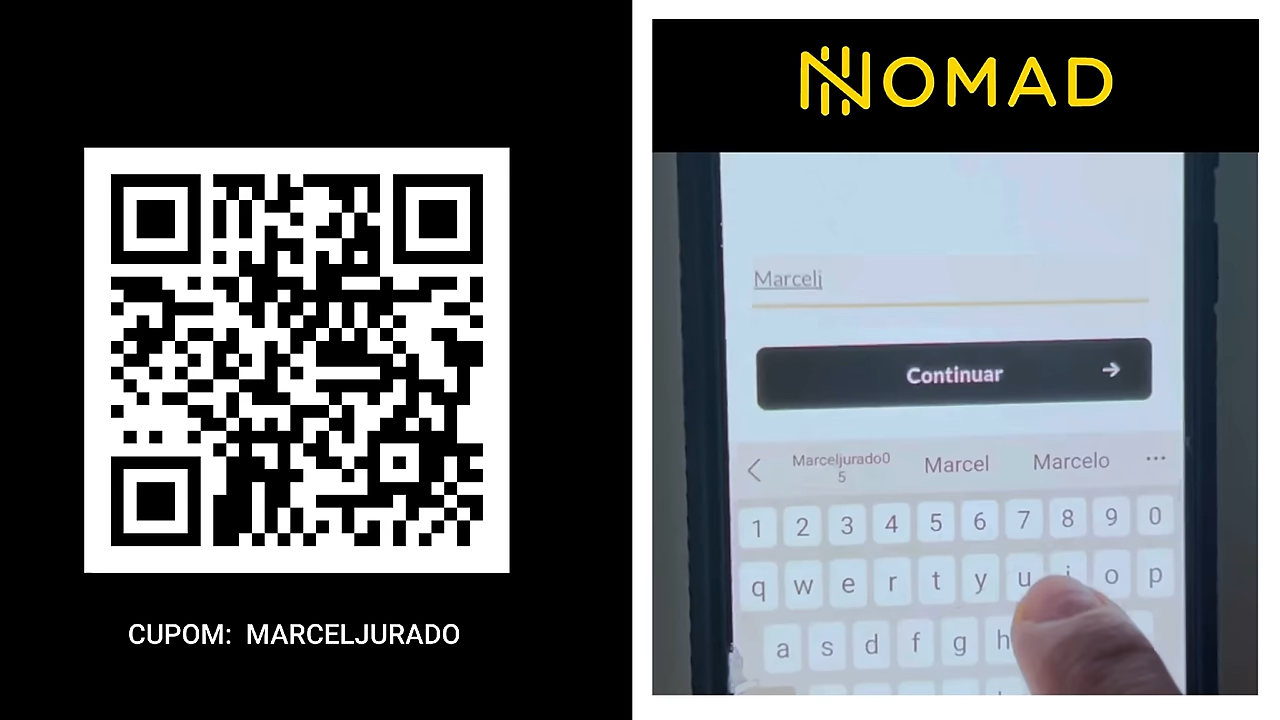 CUPOM: MARCELJURADO
NOMAD
Marcelj
Continuar
Marceljurado0
5
Marcel
Marcelo
1 2 3 4 5 6 7 8 9 0
q w e r t y u i o p
a s d f g h